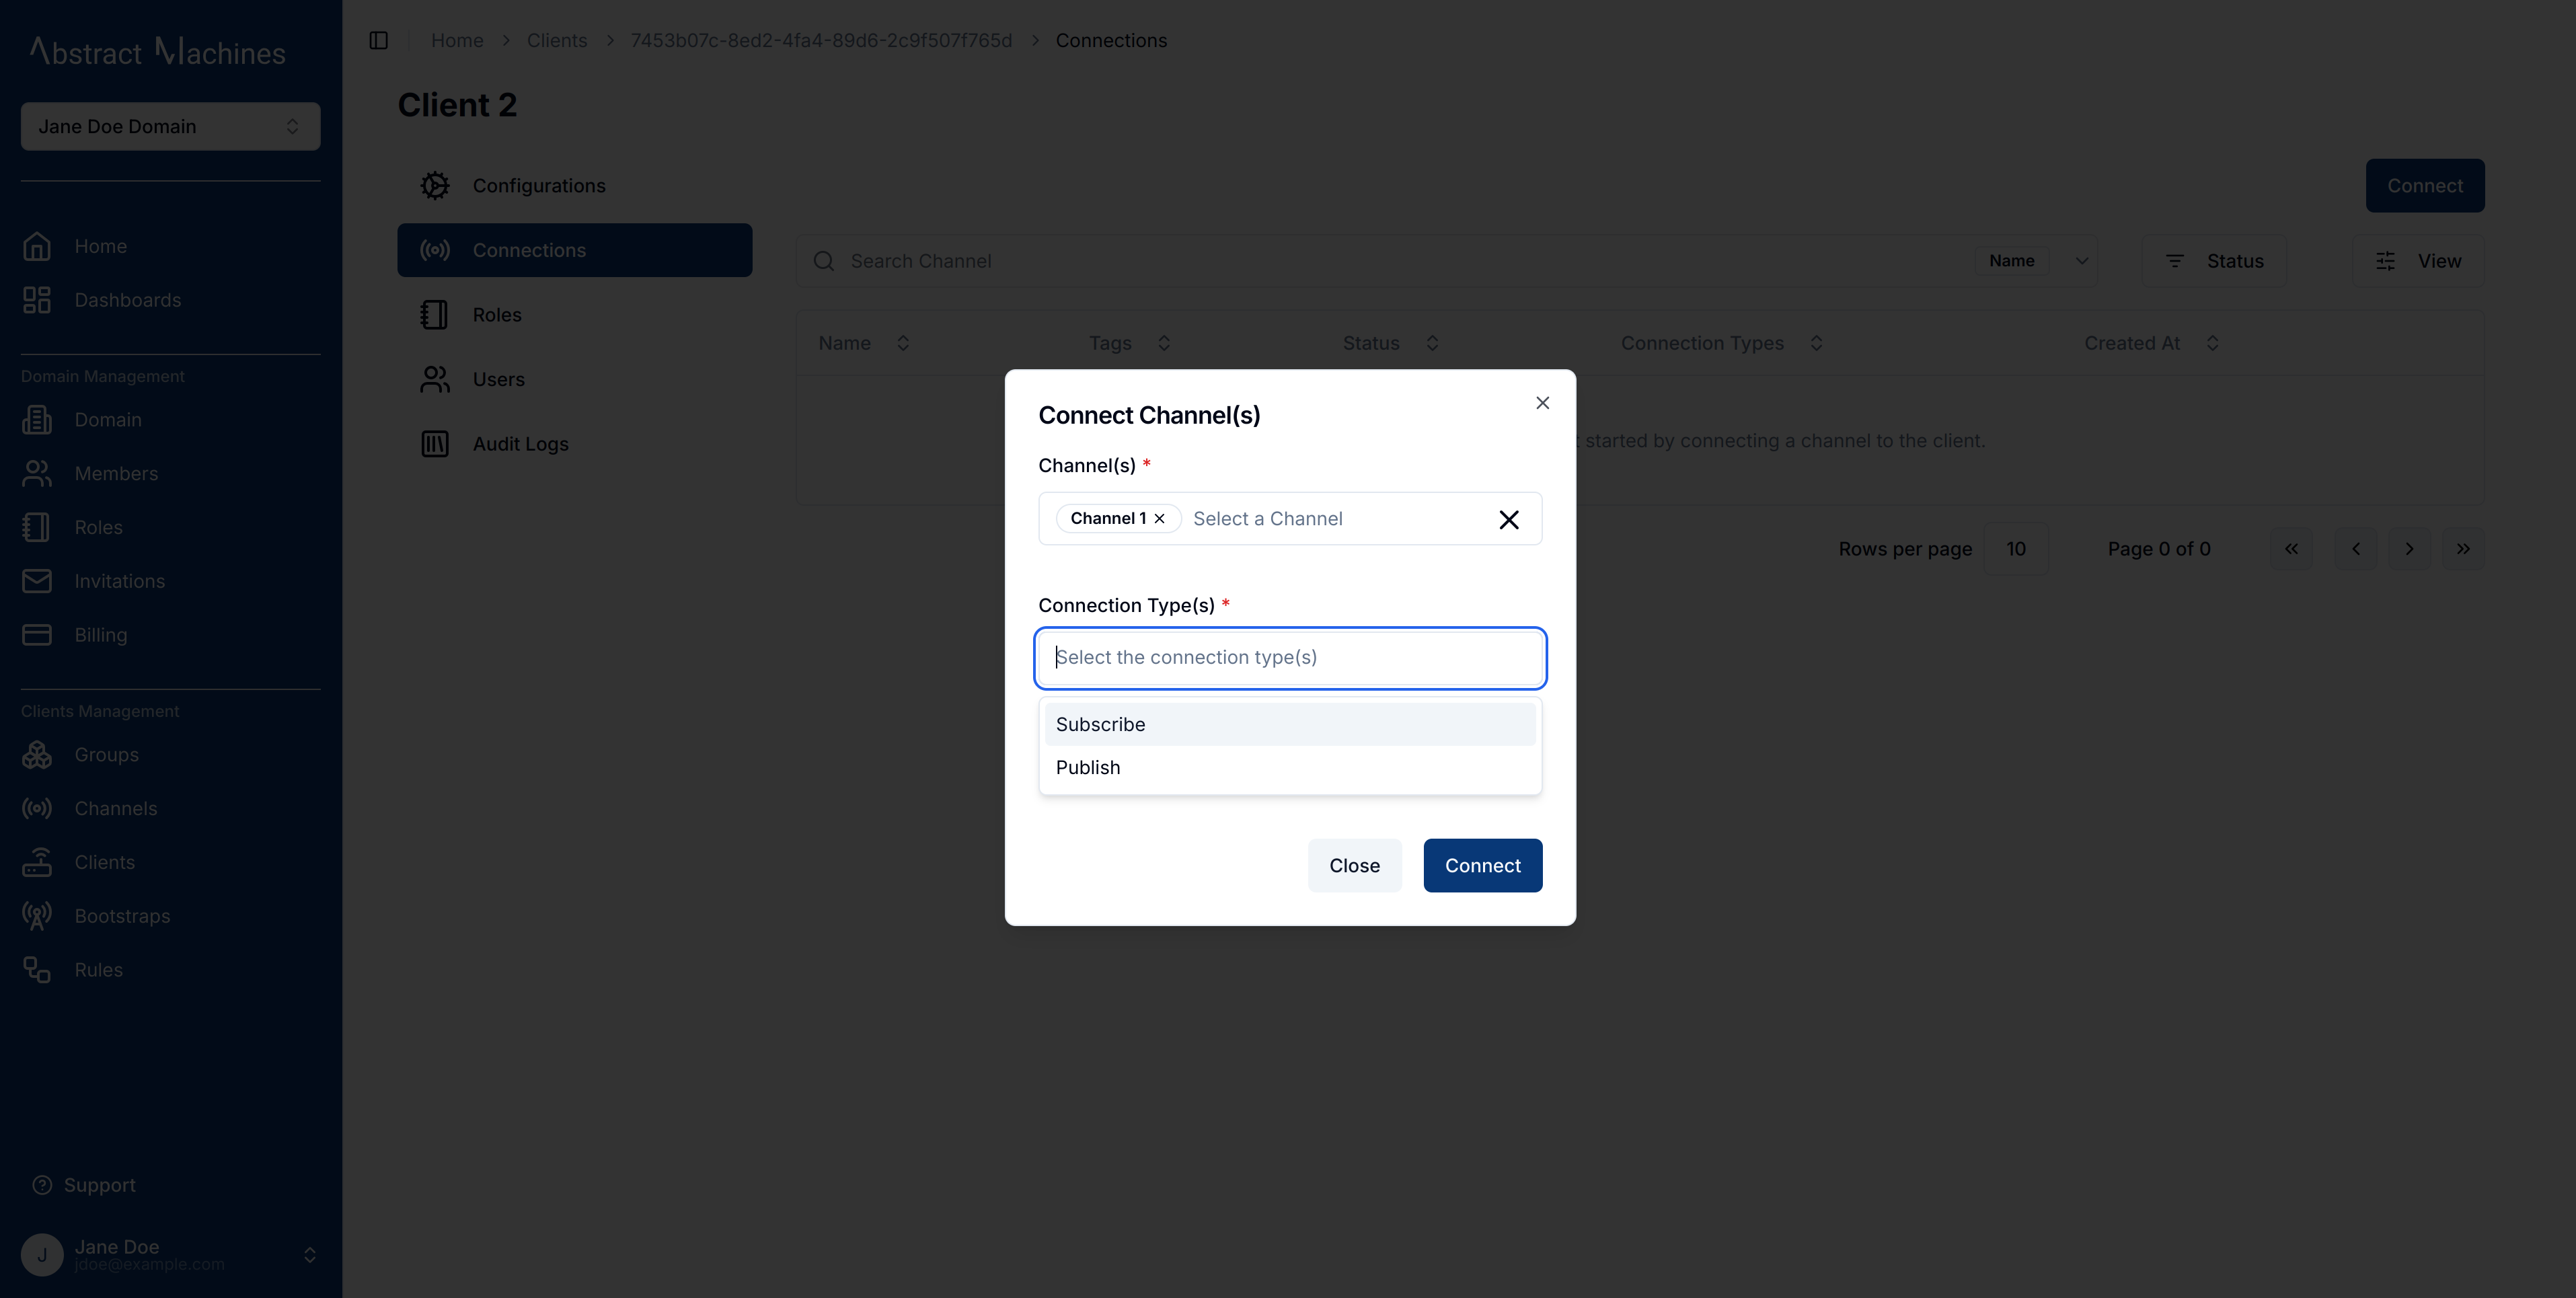 Abstract Machines
Jane Doe Domain
Home
Dashboards
Domain Management
Domain
Members
Roles
Invitations
Billing
Clients Management
Groups
Channels
Clients
Bootstraps
Rules
Support
J
Jane Doe
jdoe@example.com
Home > Clients > 7453b07c-8ed2-4fa4-89d6-2c9f507f765d > Connections
Client 2
Configurations
Connections
Roles
Users
Audit Logs
Connect
Search Channel
Name
Status
View
Name Tags Status Connection Types Created At
started by connecting a channel to the client.
Rows per page 10 Page 0 of 0
Connect Channel(s)
Channel(s) *
Channel 1 Select a Channel
Connection Type(s) *
Select the connection type(s)
Subscribe
Publish
Close
Connect